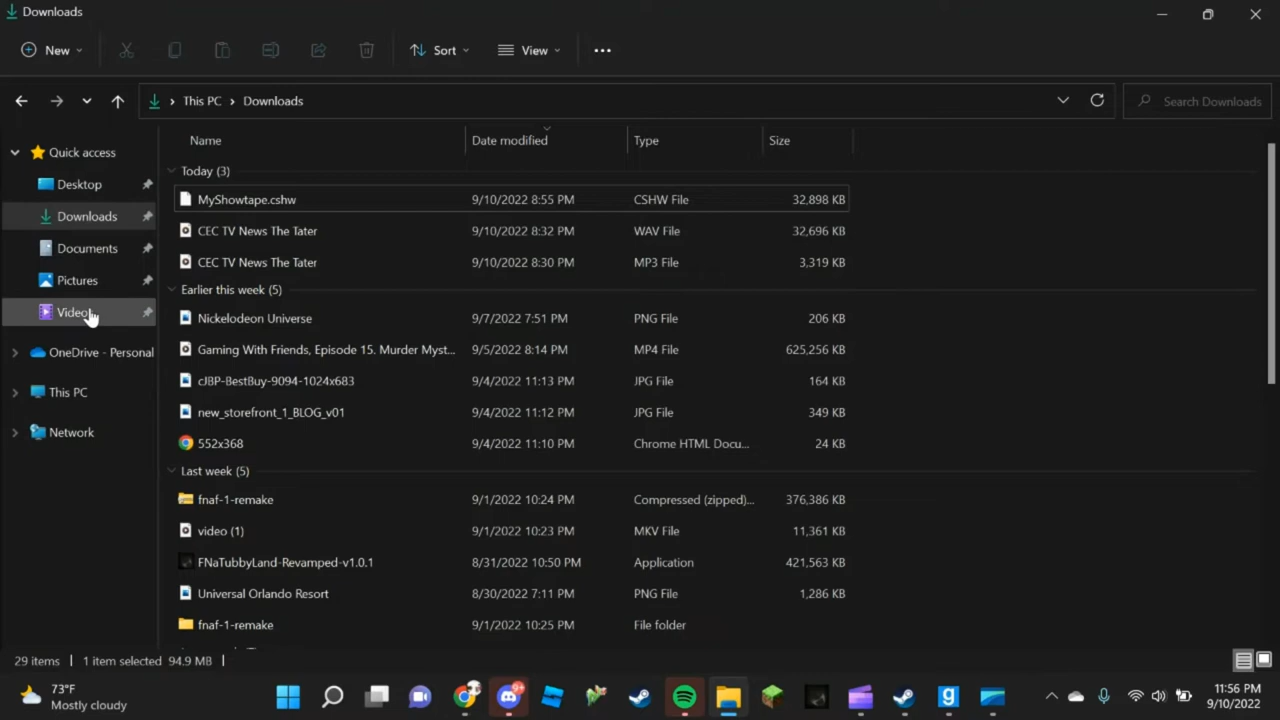 Downloads
New
Sort
View
This PC
Downloads
Search Downloads
Name Date modified Type Size
Quick access
Desktop
Downloads
Documents
Pictures
Videos
OneDrive - Personal
This PC
Network
Today (3)
MyShowtape.cshw 9/10/2022 8:55 PM CSHW File 32,898 KB
CEC TV News The Tater 9/10/2022 8:32 PM WAV File 32,696 KB
CEC TV News The Tater 9/10/2022 8:30 PM MP3 File 3,319 KB
Earlier this week (5)
Nickelodeon Universe 9/7/2022 7:51 PM PNG File 206 KB
Gaming With Friends, Episode 15. Murder Myst... 9/5/2022 8:14 PM MP4 File 625,256 KB
cJBP-BestBuy-9094-1024x683 9/4/2022 11:13 PM JPG File 164 KB
new_storefront_1_BLOG_v01 9/4/2022 11:12 PM JPG File 349 KB
552x368 9/4/2022 11:10 PM Chrome HTML Docu... 24 KB
Last week (5)
fnaf-1-remake 9/1/2022 10:24 PM Compressed (zipped)... 376,386 KB
video (1) 9/1/2022 10:23 PM MKV File 11,361 KB
FNaTubbyLand-Revamped-v1.0.1 8/31/2022 10:50 PM Application 421,563 KB
Universal Orlando Resort 8/30/2022 7:11 PM PNG File 1,286 KB
fnaf-1-remake 9/1/2022 10:25 PM File folder
29 items 1 item selected 94.9 MB
73°F
Mostly cloudy
11:56 PM
9/10/2022